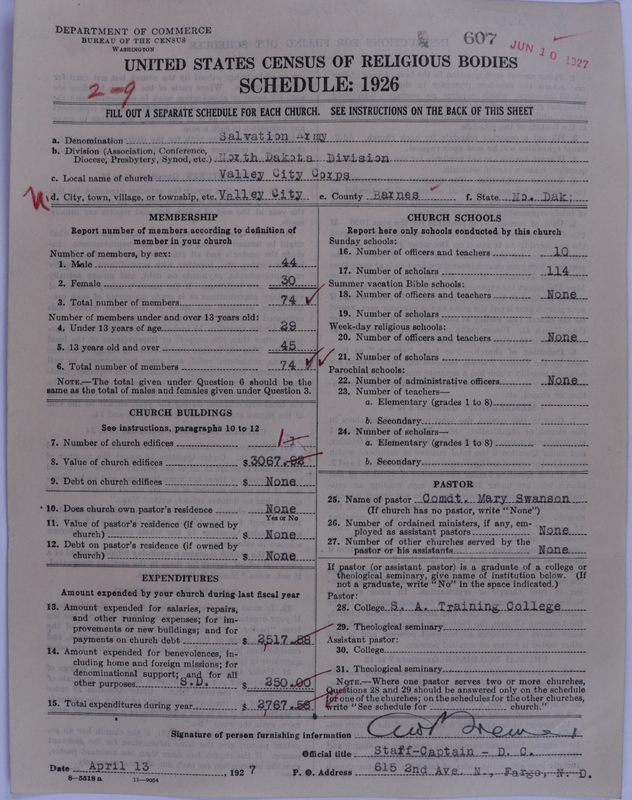 DEPARTMENT OF COMMERCE
BUREAU OF THE CENSUS
WASHINGTON
607
JUN 10 1927
UNITED STATES CENSUS OF RELIGIOUS BODIES
SCHEDULE: 1926
2-9
FILL OUT A SEPARATE SCHEDULE FOR EACH CHURCH. SEE INSTRUCTIONS ON THE BACK OF THIS SHEET
a. Denomination Salvation Army
b. Division (Association, Conference, Diocese, Presbytery, Synod, etc.) North Dakota Division
c. Local name of church Valley City Corps
d. City, town, village, or township, etc. Valley City e. County Barnes f. State No. Dak.
MEMBERSHIP
Report number of members according to definition of
member in your church
Number of members, by sex:
1. Male 44
2. Female 30
3. Total number of members 74
Number of members under and over 13 years old:
4. Under 13 years of age 29
5. 13 years old and over 45
6. Total number of members 74
NOTE.—The total given under Question 6 should be the
same as the total of males and females given under Question 3.
CHURCH BUILDINGS
See instructions, paragraphs 10 to 12
7. Number of church edifices 1
8. Value of church edifices $3067.83
9. Debt on church edifices $ None
10. Does church own pastor's residence None
Yes or No
11. Value of pastor's residence (if owned by
church) $ None
12. Debt on pastor's residence (if owned by
church) $ None
EXPENDITURES
Amount expended by your church during last fiscal year
13. Amount expended for salaries, repairs,
and other running expenses; for im-
provements or new buildings; and for
payments on church debt $ 2517.58
14. Amount expended for benevolences, in-
cluding home and foreign missions; for
denominational support; and for all
other purposes S.D. $ 250.00
15. Total expenditures during year $ 2767.58
CHURCH SCHOOLS
Report here only schools conducted by this church
Sunday schools:
16. Number of officers and teachers 10
17. Number of scholars 114
Summer vacation Bible schools:
18. Number of officers and teachers None
19. Number of scholars
Week-day religious schools:
20. Number of officers and teachers None
21. Number of scholars
Parochial schools:
22. Number of administrative officers None
23. Number of teachers—
a. Elementary (grades 1 to 8)
b. Secondary
24. Number of scholars—
a. Elementary (grades 1 to 8)
b. Secondary
PASTOR
25. Name of pastor Comdt. Mary Swanson
(If church has no pastor, write "None")
26. Number of ordained ministers, if any, em-
ployed as assistant pastors None
27. Number of other churches served by the
pastor or his assistants None
If pastor (or assistant pastor) is a graduate of a college or
theological seminary, give name of institution below. (If
not a graduate, write "No" in the space indicated.)
Pastor:
28. College S. A. Training College
29. Theological seminary
Assistant pastor:
30. College
31. Theological seminary
NOTE.—Where one pastor serves two or more churches,
Questions 28 and 29 should be answered only on the schedule
for one of the churches; on the schedules for the other churches,
write "See schedule for church."
Signature of person furnishing information
Official title Staff-Captain - D. C.
Date April 13, 1927 P. O. Address 615 2nd Ave. N., Fargo, N. D.
8—5518a 11—9054